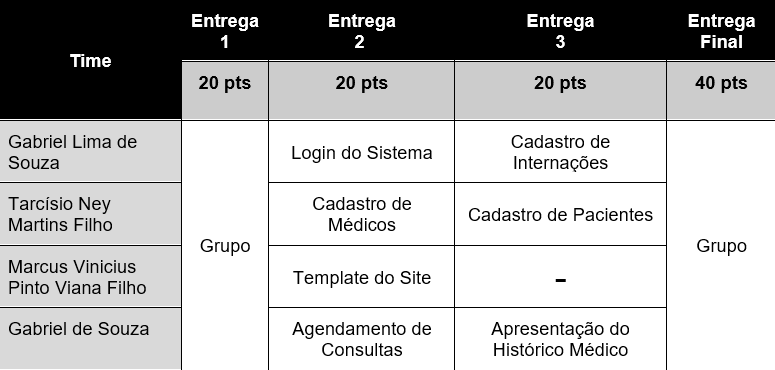 Time
Entrega
1
Entrega
2
Entrega
3
Entrega
Final
20 pts
20 pts
20 pts
40 pts
Gabriel Lima de
Souza
Grupo
Login do Sistema
Cadastro de
Internações
Grupo
Tarcísio Ney
Martins Filho
Cadastro de
Médicos
Cadastro de Pacientes
Marcus Vinicius
Pinto Viana Filho
Template do Site
-
Gabriel de Souza
Agendamento de
Consultas
Apresentação do
Histórico Médico